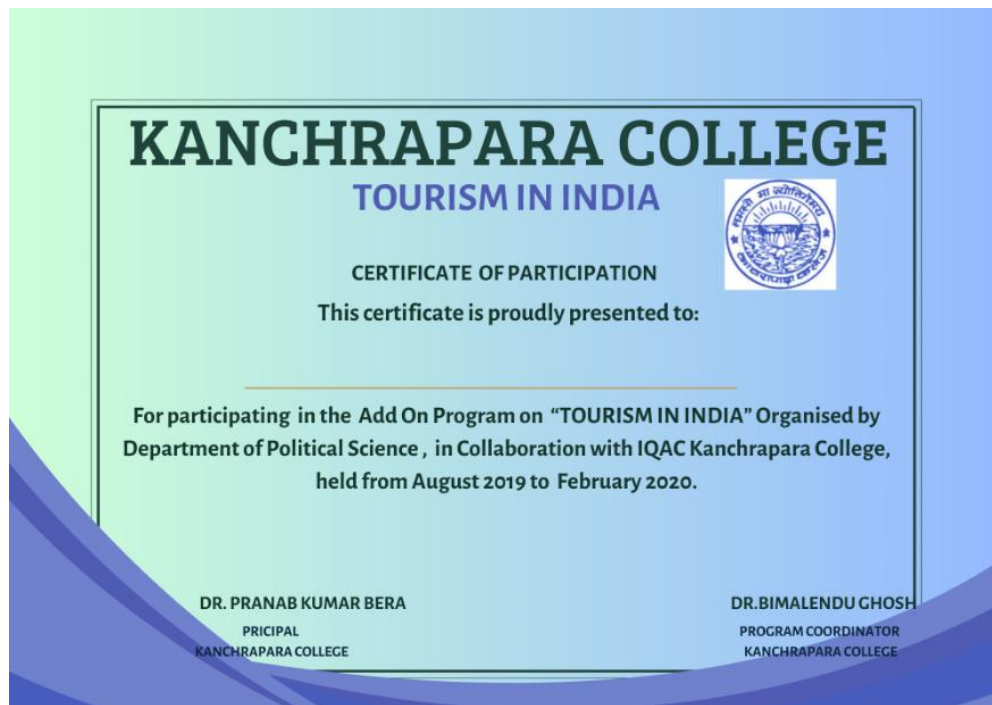 KANCHRAPARA COLLEGE
TOURISM IN INDIA
तमसो मा ज्योतिर्गमय
CERTIFICATE OF PARTICIPATION
This certificate is proudly presented to:
For participating in the Add On Program on “TOURISM IN INDIA” Organised by
Department of Political Science , in Collaboration with IQAC Kanchrapara College,
held from August 2019 to February 2020.
DR. PRANAB KUMAR BERA
PRICIPAL
KANCHRAPARA COLLEGE
DR.BIMALENDU GHOSH
PROGRAM COORDINATOR
KANCHRAPARA COLLEGE